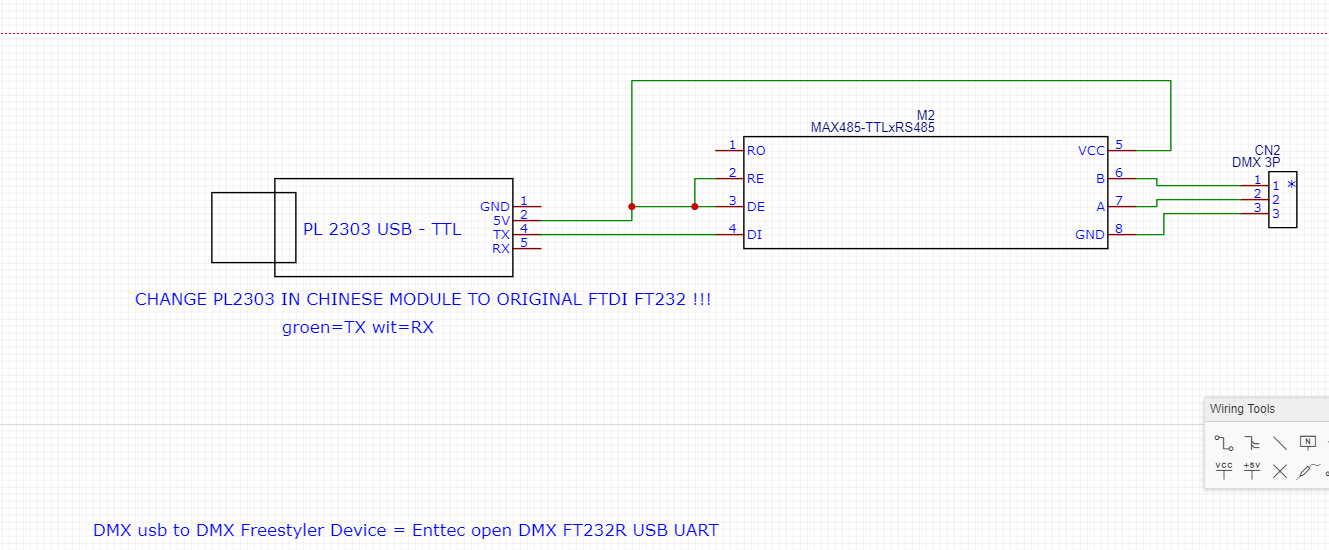 M2
MAX485-TTLxRS485
1 RO
2 RE
3 DE
4 DI
VCC 5
B 6
A 7
GND 8
CN2
DMX 3P
1 1 *
2 2
3 3
PL 2303 USB - TTL
GND 1
5V 2
TX 4
RX 5
CHANGE PL2303 IN CHINESE MODULE TO ORIGINAL FTDI FT232 !!!
groen=TX wit=RX
Wiring Tools
N
VCC +5V
DMX usb to DMX Freestyler Device = Enttec open DMX FT232R USB UART